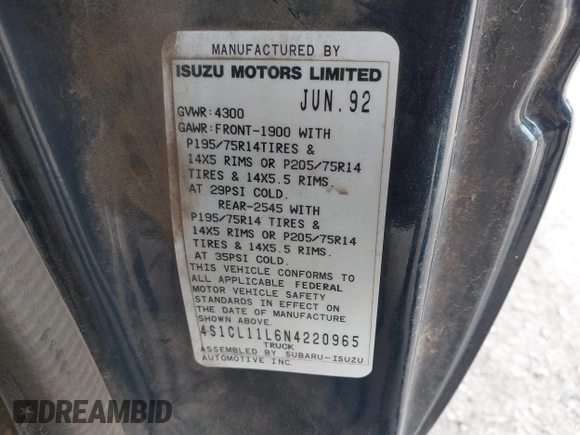 MANUFACTURED BY
ISUZU MOTORS LIMITED
JUN. 92
GVWR:4300
GAWR:FRONT-1900 WITH
P195/75R14TIRES &
14X5 RIMS OR P205/75R14
TIRES & 14X5.5 RIMS.
AT 29PSI COLD.
REAR-2545 WITH
P195/75R14 TIRES &
14X5 RIMS OR P205/75R14
TIRES & 14X5.5 RIMS.
AT 35PSI COLD.
THIS VEHICLE CONFORMS TO
ALL APPLICABLE FEDERAL
MOTOR VEHICLE SAFETY
STANDARDS IN EFFECT ON
THE DATE OF MANUFACTURE
SHOWN ABOVE.
4S1CL11L6N4220965
TRUCK
ASSEMBLED BY SUBARU-ISUZU
AUTOMOTIVE INC.
DREAMBID